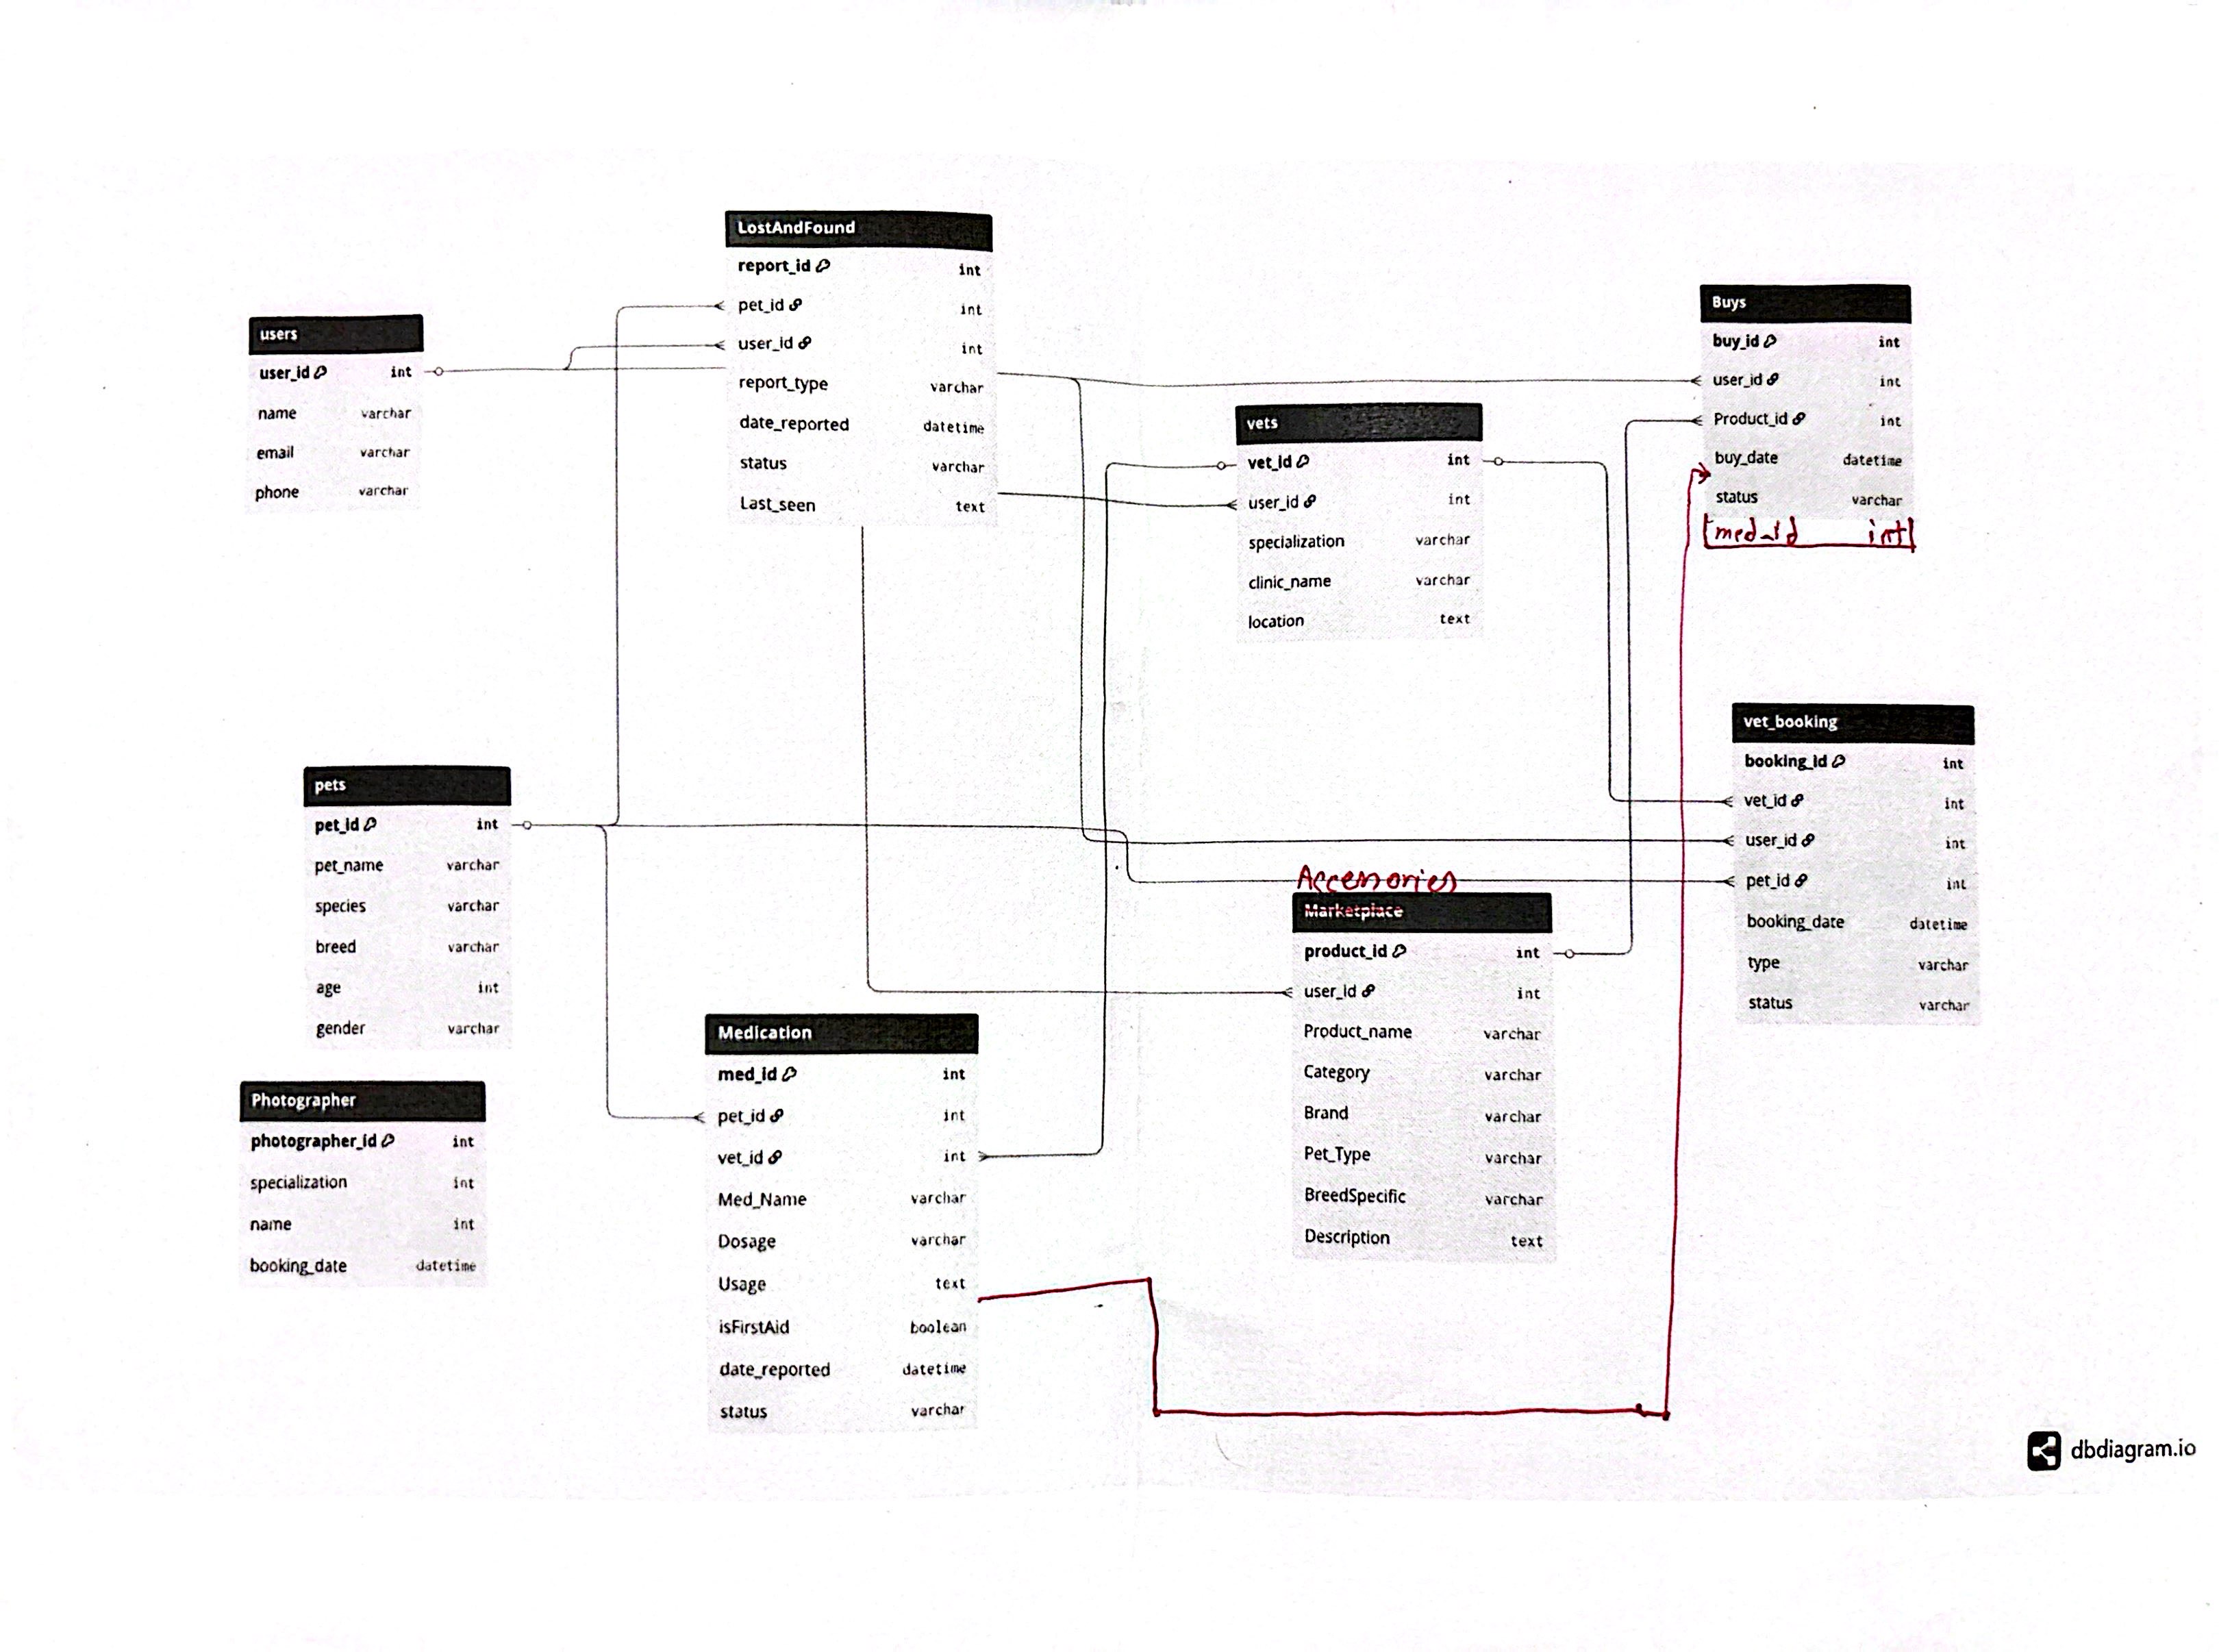 LostAndFound
report_id int
pet_id int
user_id int
report_type varchar
date_reported datetime
status varchar
Last_seen text
users
user_id int
name varchar
email varchar
phone varchar
Buys
buy_id int
user_id int
Product_id int
buy_date datetime
status varchar
med_id int
vets
vet_id int
user_id int
specialization varchar
clinic_name varchar
location text
vet_booking
booking_id int
vet_id int
user_id int
pet_id int
booking_date datetime
type varchar
status varchar
pets
pet_id int
pet_name varchar
species varchar
breed varchar
age int
gender varchar
Accessories
Marketplace
product_id int
user_id int
Product_name varchar
Category varchar
Brand varchar
Pet_Type varchar
BreedSpecific varchar
Description text
Medication
med_id int
pet_id int
vet_id int
Med_Name varchar
Dosage varchar
Usage text
isFirstAid boolean
date_reported datetime
status varchar
Photographer
photographer_id int
specialization int
name int
booking_date datetime
dbdiagram.io